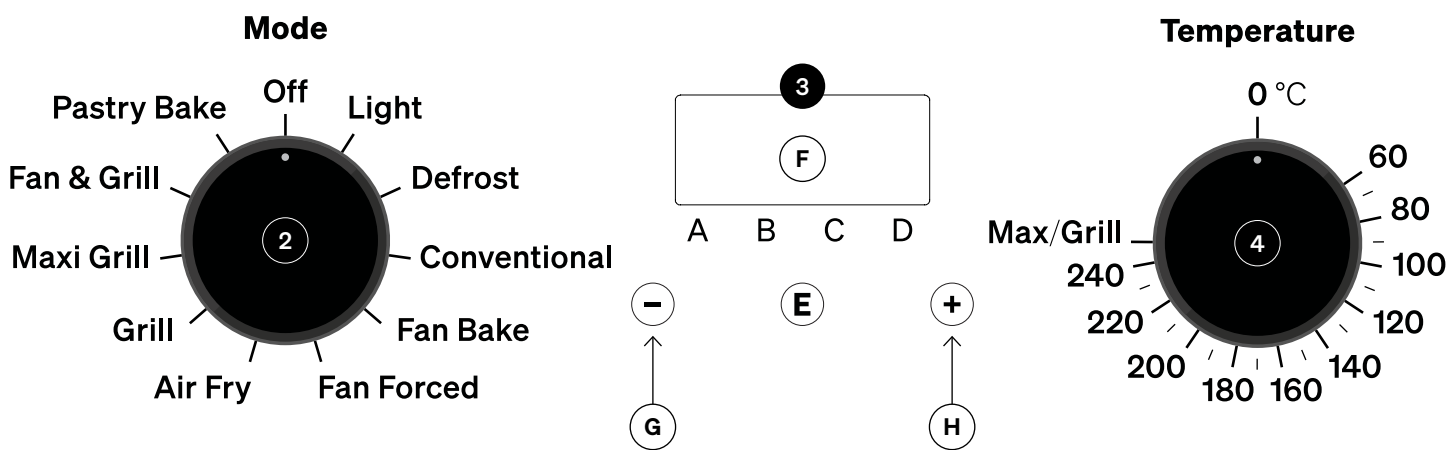 Mode
Off
Light
Defrost
Conventional
Fan Bake
Fan Forced
Air Fry
Grill
Maxi Grill
Fan & Grill
Pastry Bake
2
3
F
A B C D
− E +
G H
Temperature
0 °C
60
80
100
120
140
160
180
200
220
240
Max/Grill
4